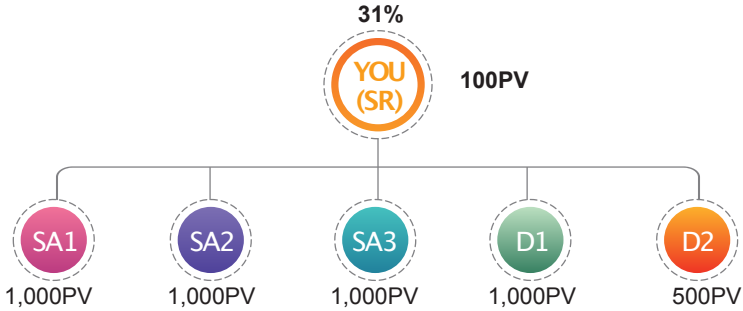 31%
YOU
(SR)
100PV
SA1
SA2
SA3
D1
D2
1,000PV
1,000PV
1,000PV
1,000PV
500PV